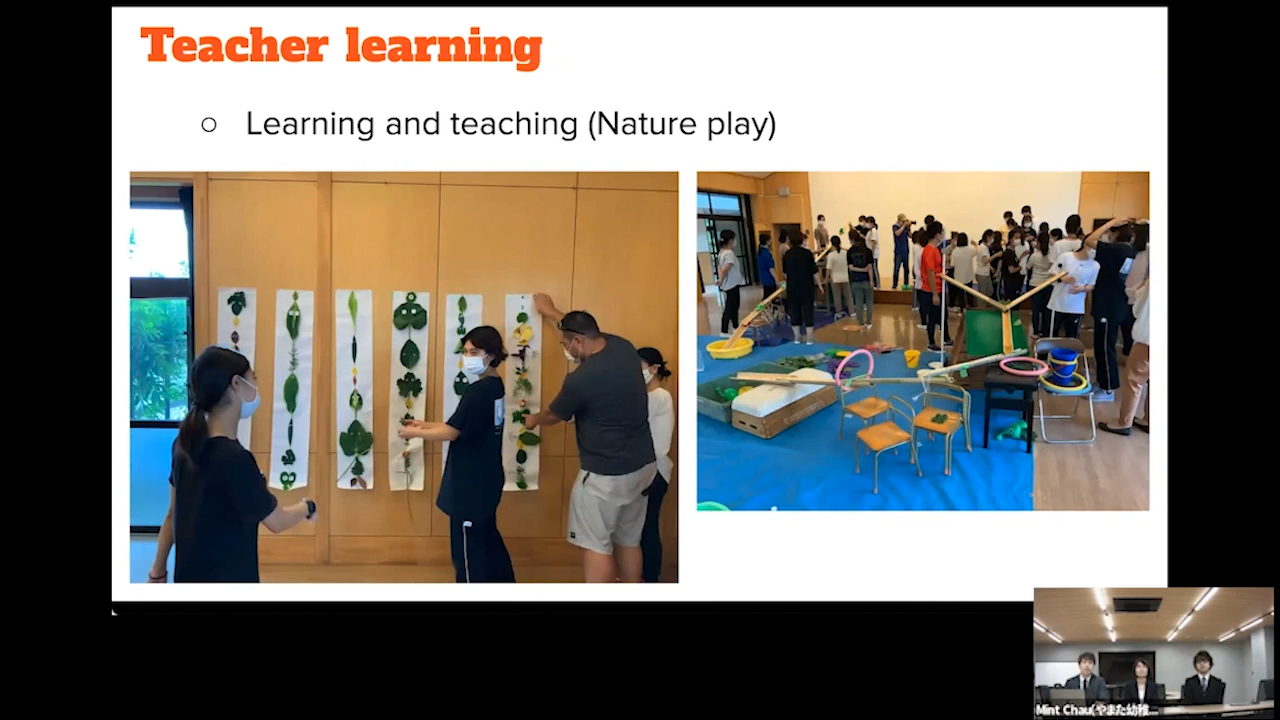 Teacher learning
○ Learning and teaching (Nature play)
Mint Chau(やまた幼稚...